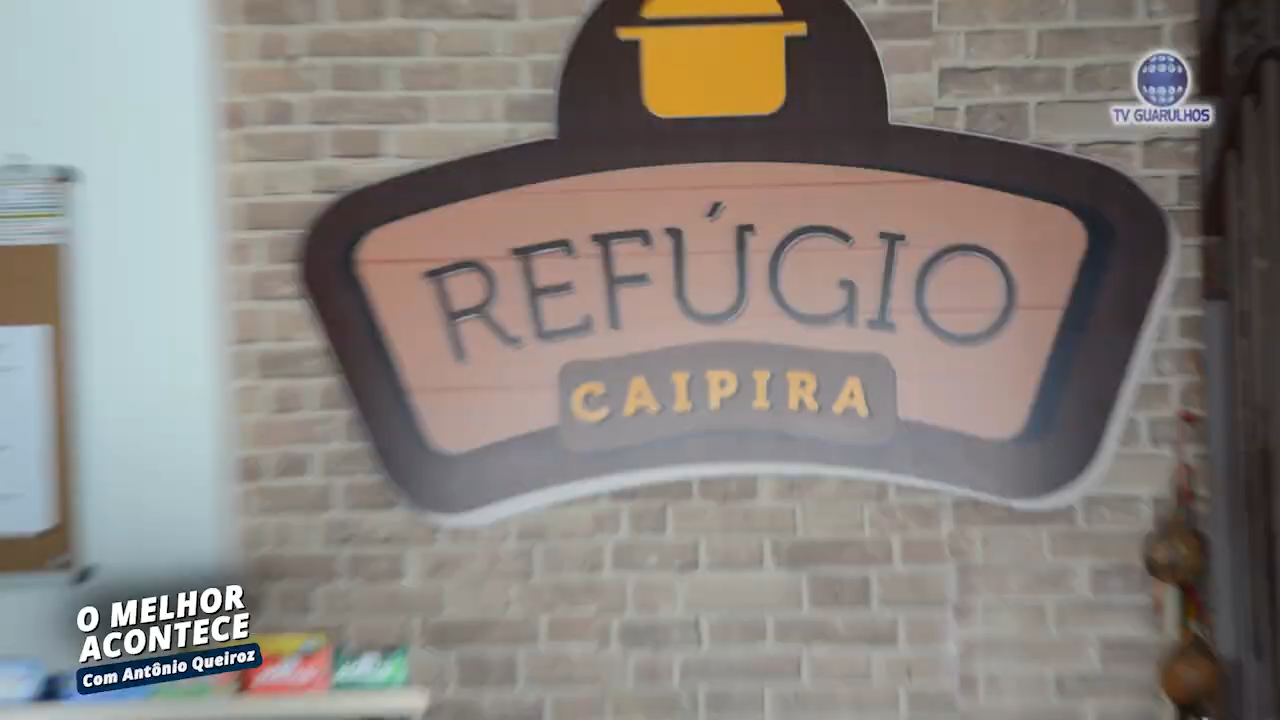 TV GUARULHOS
REFÚGIO
CAIPIRA
O MELHOR
ACONTECE
Com Antônio Queiroz